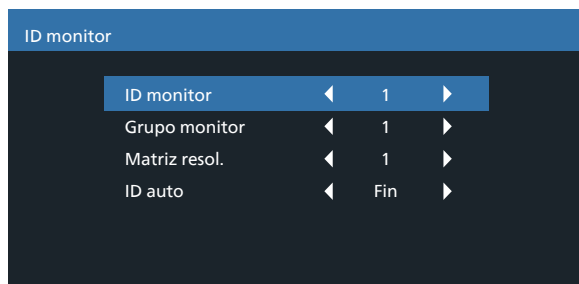 ID monitor
ID monitor 1
Grupo monitor 1
Matriz resol. 1
ID auto Fin